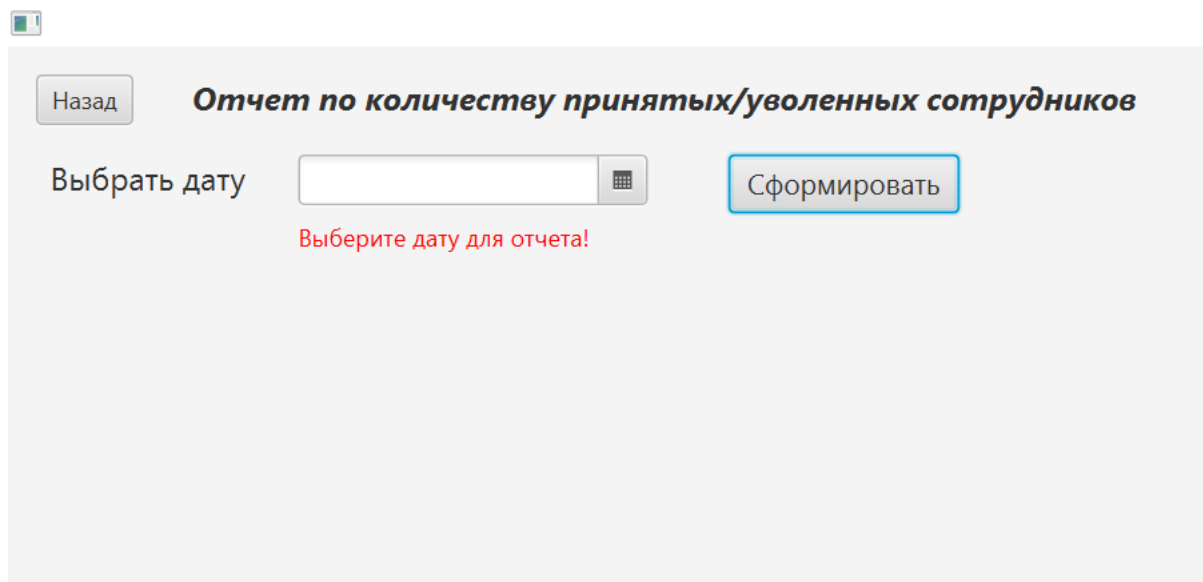 Назад
Отчет по количеству принятых/уволенных сотрудников
Выбрать дату
Сформировать
Выберите дату для отчета!